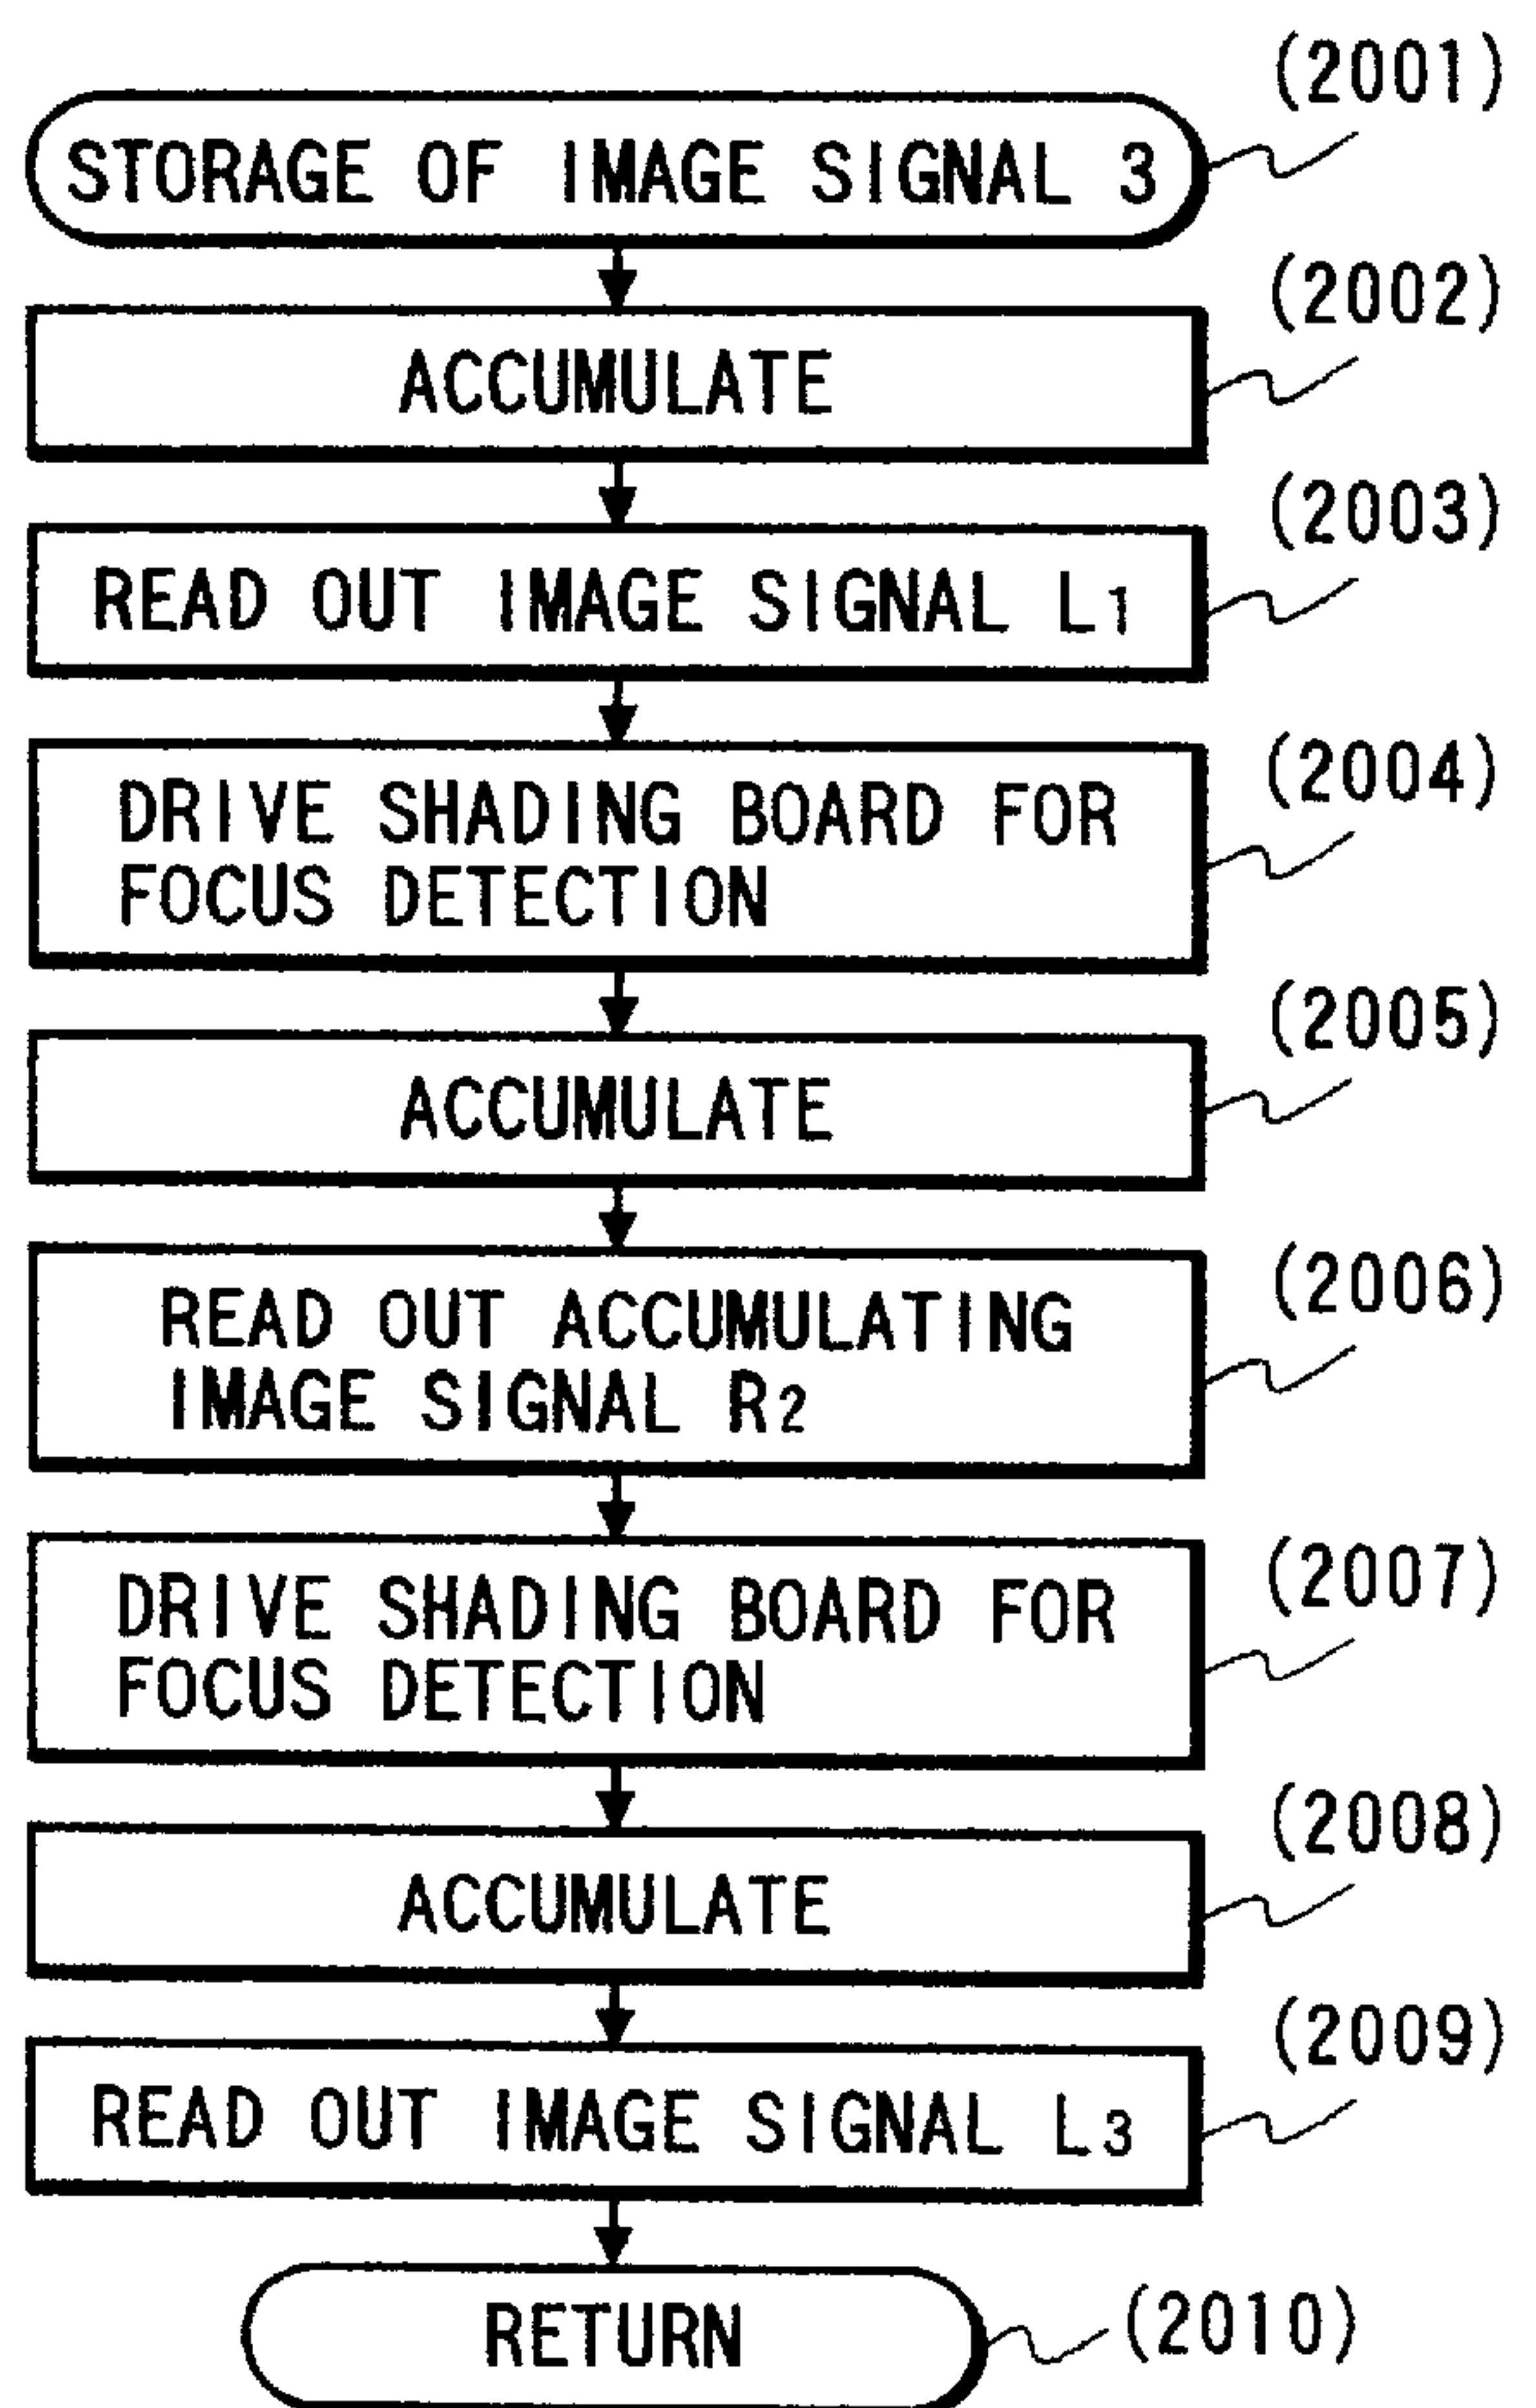 (2001)
STORAGE OF IMAGE SIGNAL 3
(2002)
ACCUMULATE
(2003)
READ OUT IMAGE SIGNAL L1
(2004)
DRIVE SHADING BOARD FOR
FOCUS DETECTION
(2005)
ACCUMULATE
(2006)
READ OUT ACCUMULATING
IMAGE SIGNAL R2
(2007)
DRIVE SHADING BOARD FOR
FOCUS DETECTION
(2008)
ACCUMULATE
(2009)
READ OUT IMAGE SIGNAL L3
RETURN (2010)